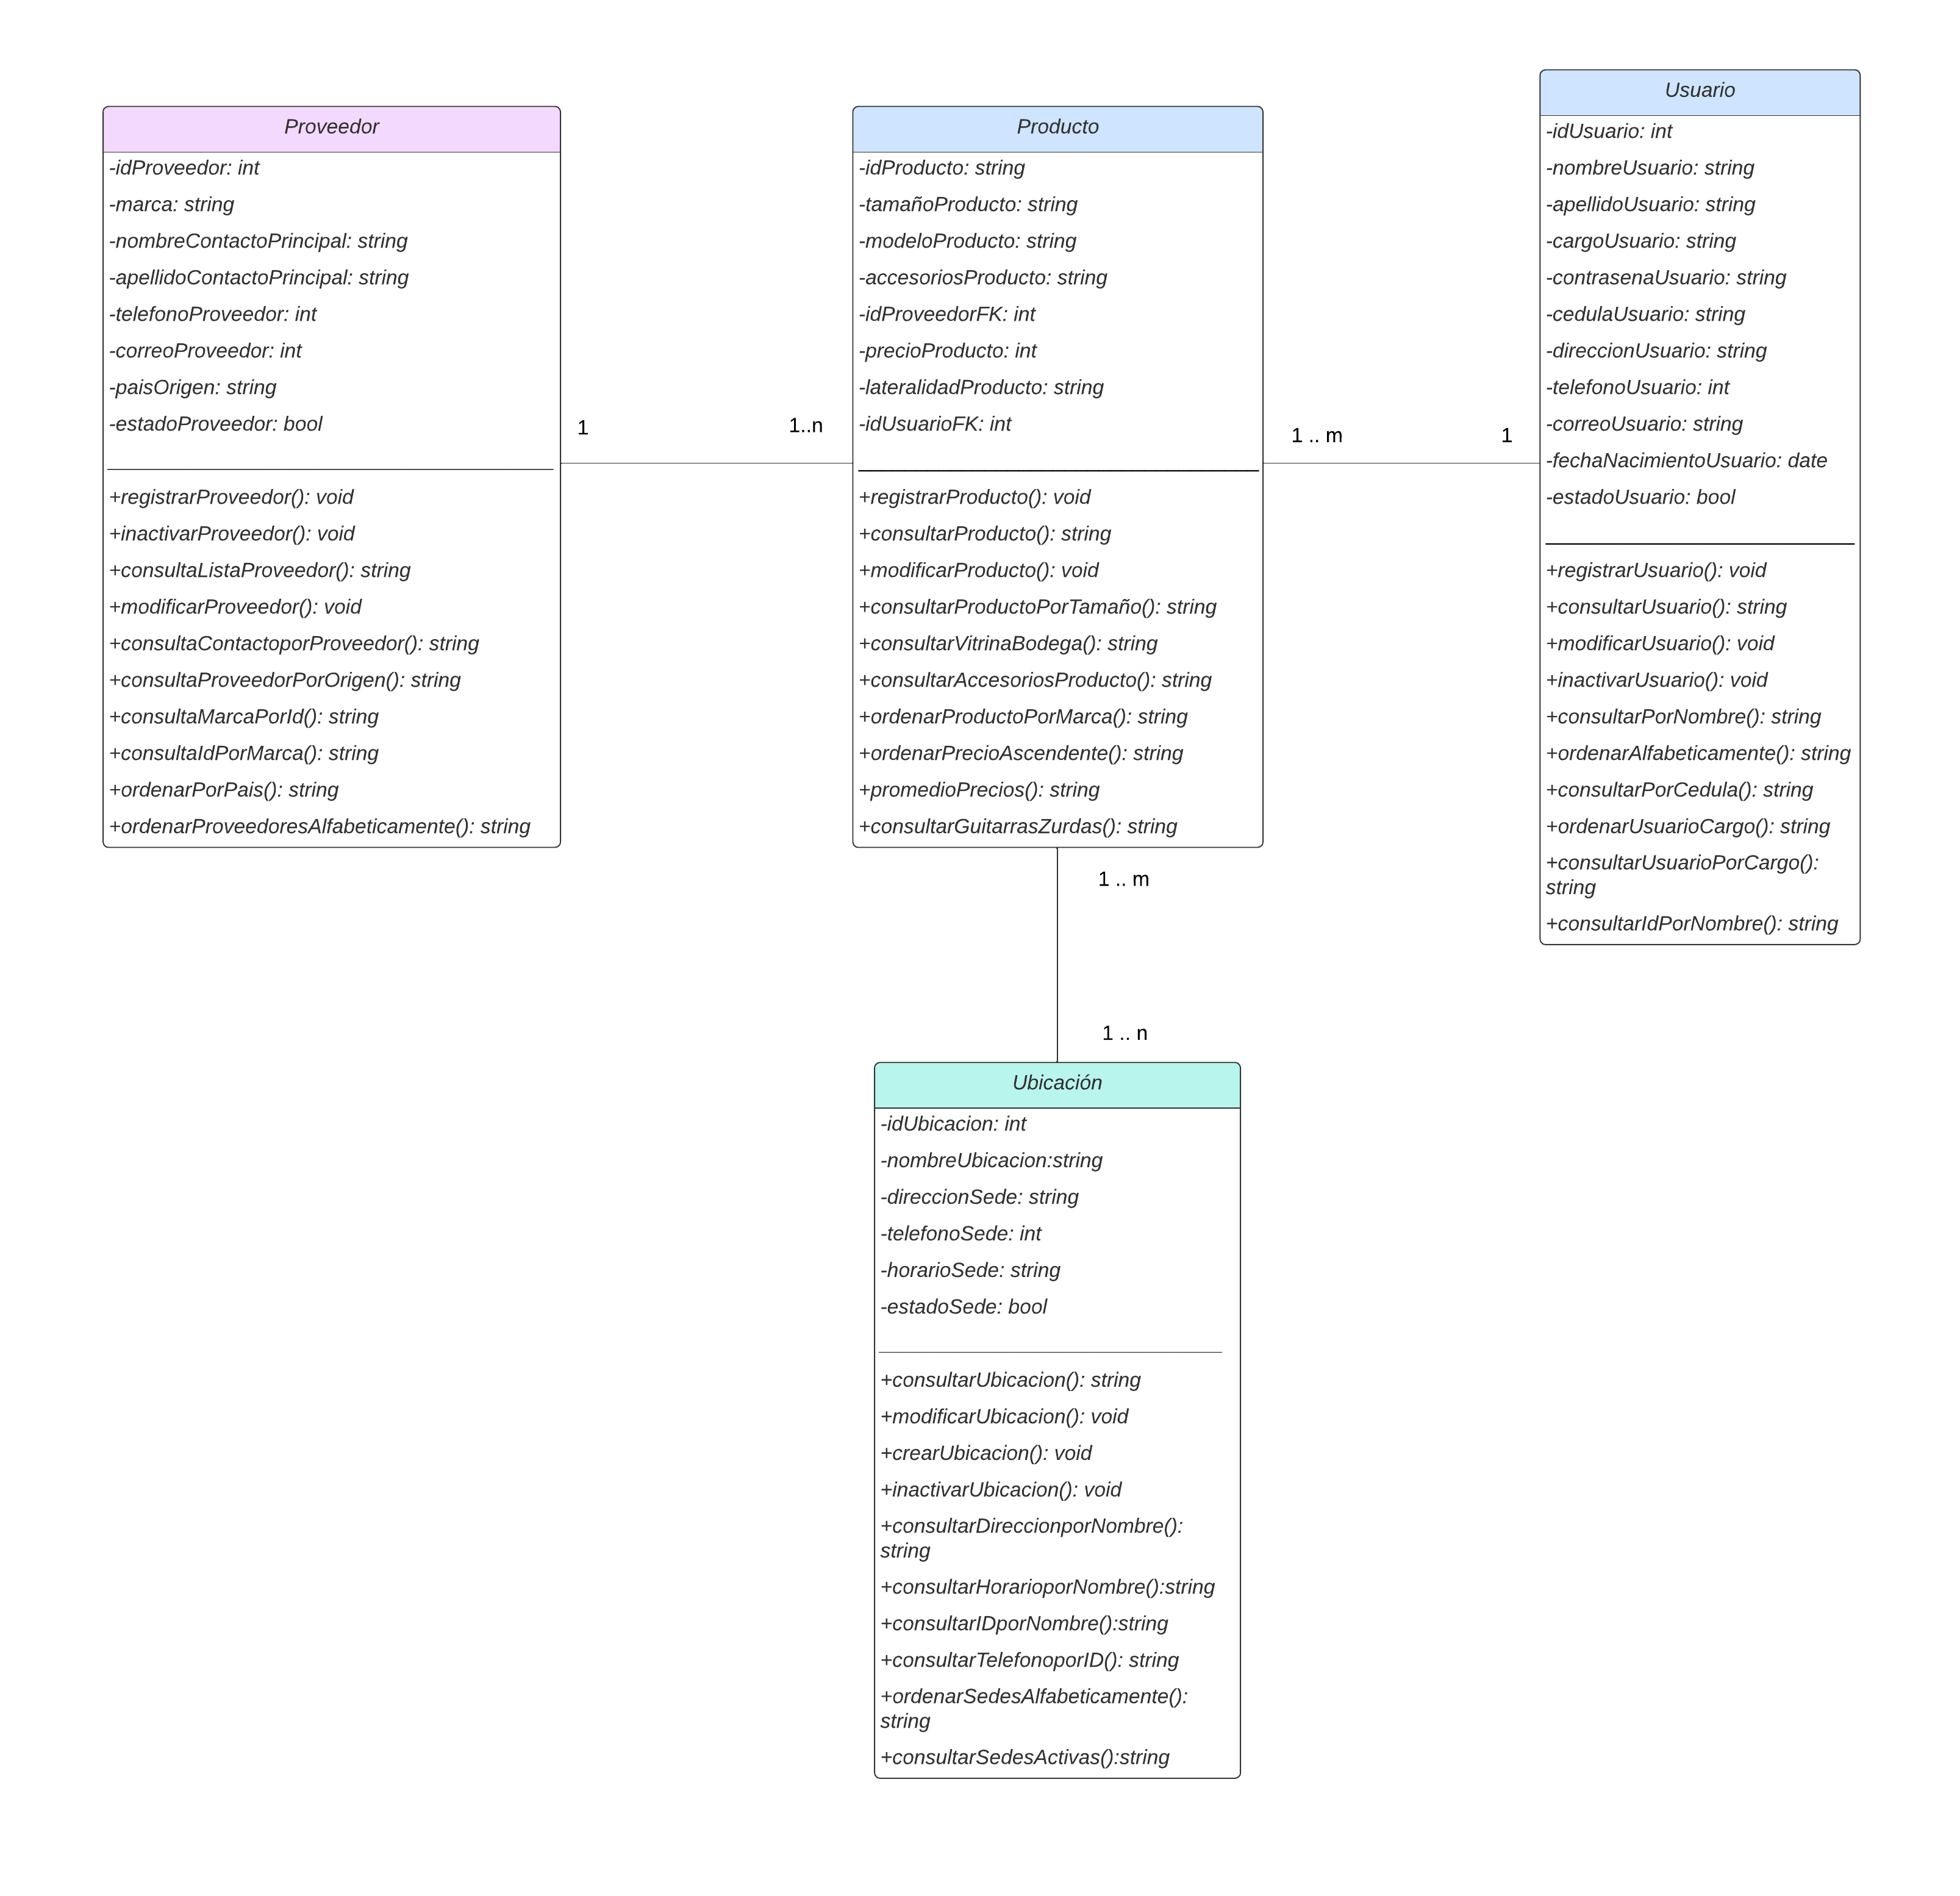 Proveedor
-idProveedor: int
-marca: string
-nombreContactoPrincipal: string
-apellidoContactoPrincipal: string
-telefonoProveedor: int
-correoProveedor: int
-paisOrigen: string
-estadoProveedor: bool
+registrarProveedor(): void
+inactivarProveedor(): void
+consultaListaProveedor(): string
+modificarProveedor(): void
+consultaContactoporProveedor(): string
+consultaProveedorPorOrigen(): string
+consultaMarcaPorId(): string
+consultaIdPorMarca(): string
+ordenarPorPais(): string
+ordenarProveedoresAlfabeticamente(): string
1
1..n
Producto
-idProducto: string
-tamañoProducto: string
-modeloProducto: string
-accesoriosProducto: string
-idProveedorFK: int
-precioProducto: int
-lateralidadProducto: string
-idUsuarioFK: int
+registrarProducto(): void
+consultarProducto(): string
+modificarProducto(): void
+consultarProductoPorTamaño(): string
+consultarVitrinaBodega(): string
+consultarAccesoriosProducto(): string
+ordenarProductoPorMarca(): string
+ordenarPrecioAscendente(): string
+promedioPrecios(): string
+consultarGuitarrasZurdas(): string
1 .. m
1
Usuario
-idUsuario: int
-nombreUsuario: string
-apellidoUsuario: string
-cargoUsuario: string
-contrasenaUsuario: string
-cedulaUsuario: string
-direccionUsuario: string
-telefonoUsuario: int
-correoUsuario: string
-fechaNacimientoUsuario: date
-estadoUsuario: bool
+registrarUsuario(): void
+consultarUsuario(): string
+modificarUsuario(): void
+inactivarUsuario(): void
+consultarPorNombre(): string
+ordenarAlfabeticamente(): string
+consultarPorCedula(): string
+ordenarUsuarioCargo(): string
+consultarUsuarioPorCargo():
string
+consultarIdPorNombre(): string
1 .. m
1 .. n
Ubicación
-idUbicacion: int
-nombreUbicacion:string
-direccionSede: string
-telefonoSede: int
-horarioSede: string
-estadoSede: bool
+consultarUbicacion(): string
+modificarUbicacion(): void
+crearUbicacion(): void
+inactivarUbicacion(): void
+consultarDireccionporNombre():
string
+consultarHorarioporNombre():string
+consultarIDporNombre():string
+consultarTelefonoporID(): string
+ordenarSedesAlfabeticamente():
string
+consultarSedesActivas():string